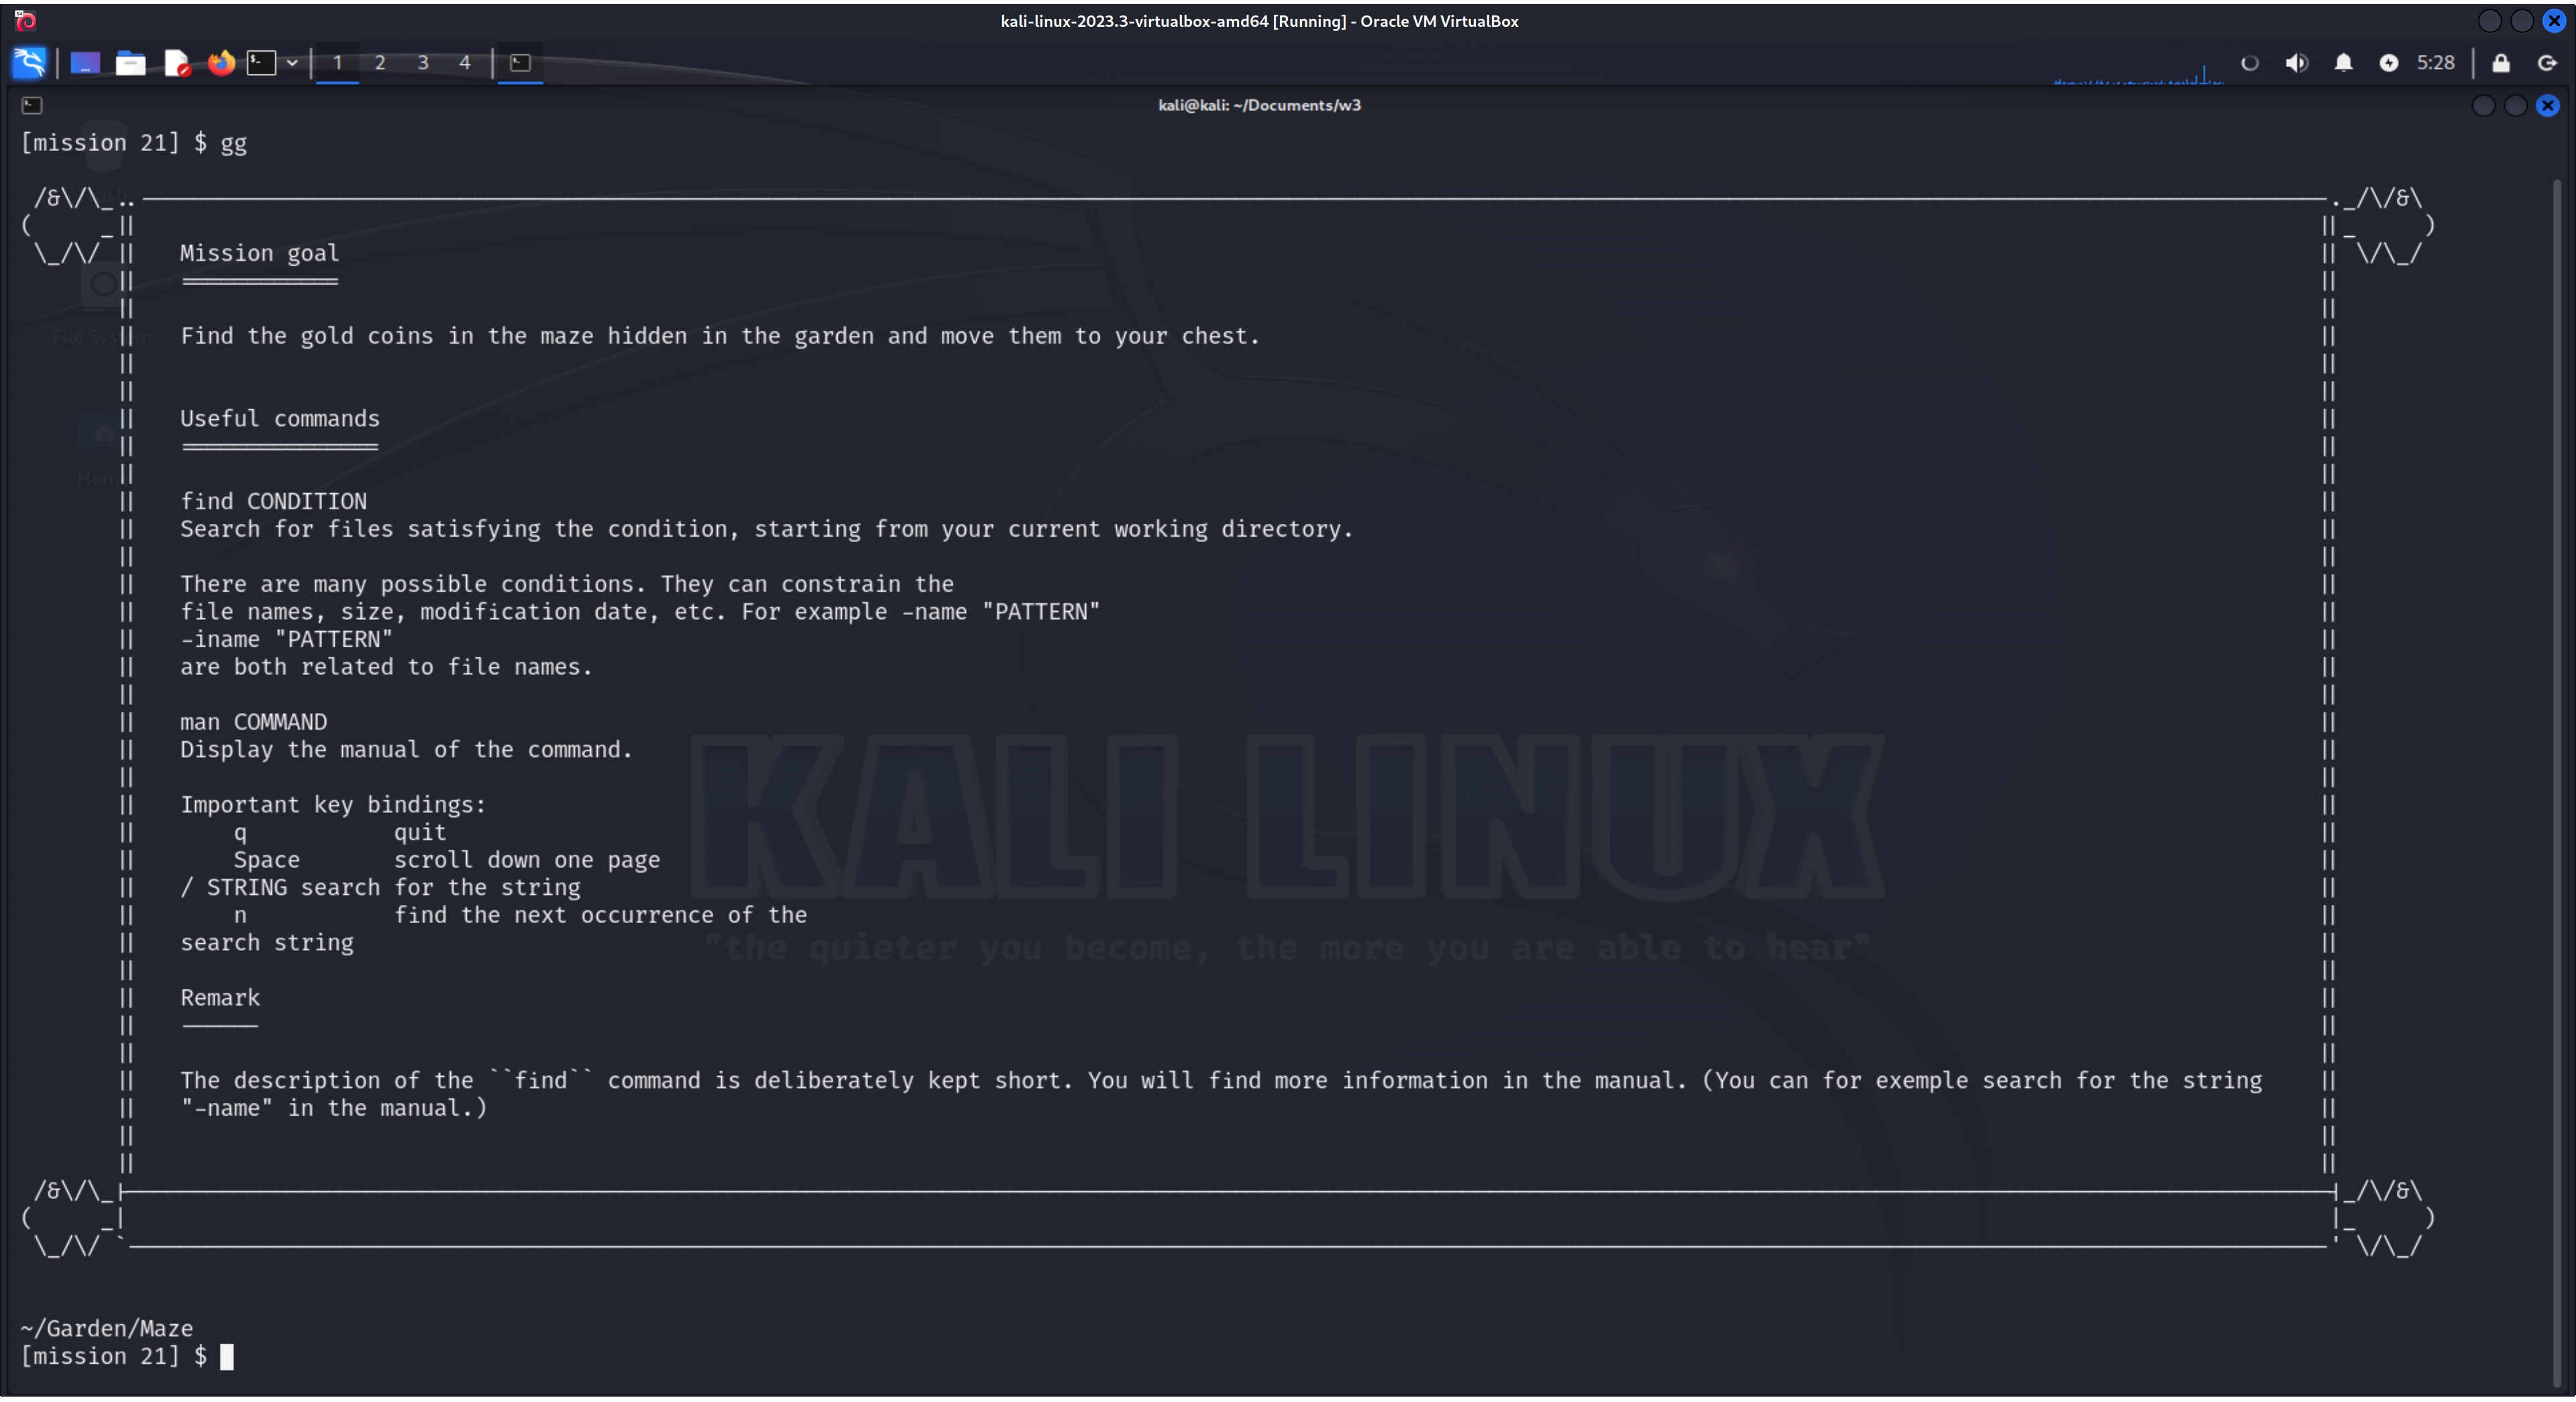 kali-linux-2023.3-virtualbox-amd64 [Running] - Oracle VM VirtualBox
1 2 3 4 5:28
kali@kali: ~/Documents/w3
[mission 21] $ gg
Mission goal
Find the gold coins in the maze hidden in the garden and move them to your chest.
File System
Useful commands
Home
find CONDITION
Search for files satisfying the condition, starting from your current working directory.
There are many possible conditions. They can constrain the
file names, size, modification date, etc. For example -name "PATTERN"
-iname "PATTERN"
are both related to file names.
man COMMAND
Display the manual of the command.
KALI LINUX
Important key bindings:
q quit
Space scroll down one page
/ STRING search for the string
n find the next occurrence of the
search string
"the quieter you become, the more you are able to hear"
Remark
The description of the ``find`` command is deliberately kept short. You will find more information in the manual. (You can for exemple search for the string
"-name" in the manual.)
~/Garden/Maze
[mission 21] $